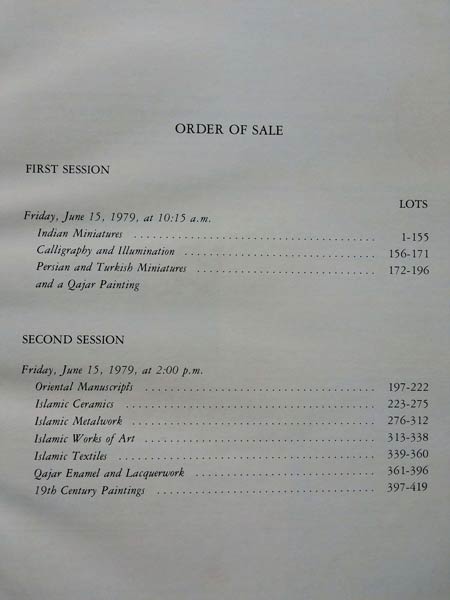 ORDER OF SALE
FIRST SESSION
LOTS
Friday, June 15, 1979, at 10:15 a.m.
Indian Miniatures . . . . . . . . . . . . . . . . . . . . . . . . . . . . . . . . 1-155
Calligraphy and Illumination . . . . . . . . . . . . . . . . . . . . . . . . 156-171
Persian and Turkish Miniatures . . . . . . . . . . . . . . . . . . . . . . 172-196
and a Qajar Painting
SECOND SESSION
Friday, June 15, 1979, at 2:00 p.m.
Oriental Manuscripts . . . . . . . . . . . . . . . . . . . . . . . . . . . . 197-222
Islamic Ceramics . . . . . . . . . . . . . . . . . . . . . . . . . . . . . . 223-275
Islamic Metalwork . . . . . . . . . . . . . . . . . . . . . . . . . . . . . . 276-312
Islamic Works of Art . . . . . . . . . . . . . . . . . . . . . . . . . . . . 313-338
Islamic Textiles . . . . . . . . . . . . . . . . . . . . . . . . . . . . . . . 339-360
Qajar Enamel and Lacquerwork . . . . . . . . . . . . . . . . . . . . . . 361-396
19th Century Paintings . . . . . . . . . . . . . . . . . . . . . . . . . . . 397-419